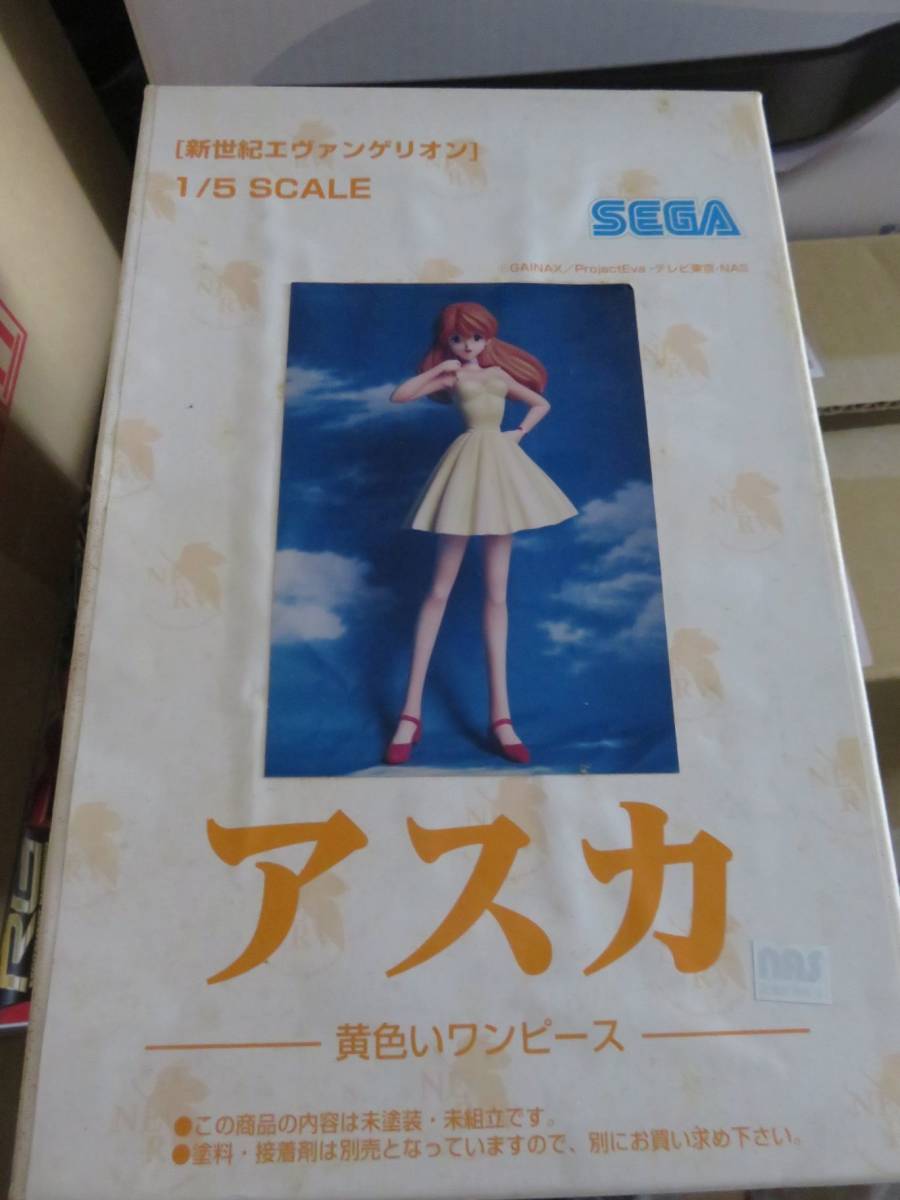 [新世紀エヴァンゲリオン]
1/5 SCALE
SEGA
©GAINAX/ProjectEva・テレビ東京・NAS
アスカ
nas
黄色いワンピース
●この商品の内容は未塗装・未組立です。
●塗料・接着剤は別売となっていますので、別にお買い求め下さい。